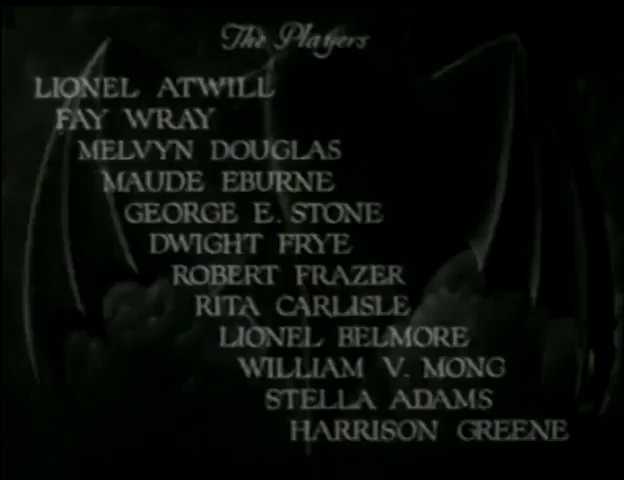 The Players
LIONEL ATWILL
FAY WRAY
MELVYN DOUGLAS
MAUDE EBURNE
GEORGE E. STONE
DWIGHT FRYE
ROBERT FRAZER
RITA CARLISLE
LIONEL BELMORE
WILLIAM V. MONG
STELLA ADAMS
HARRISON GREENE